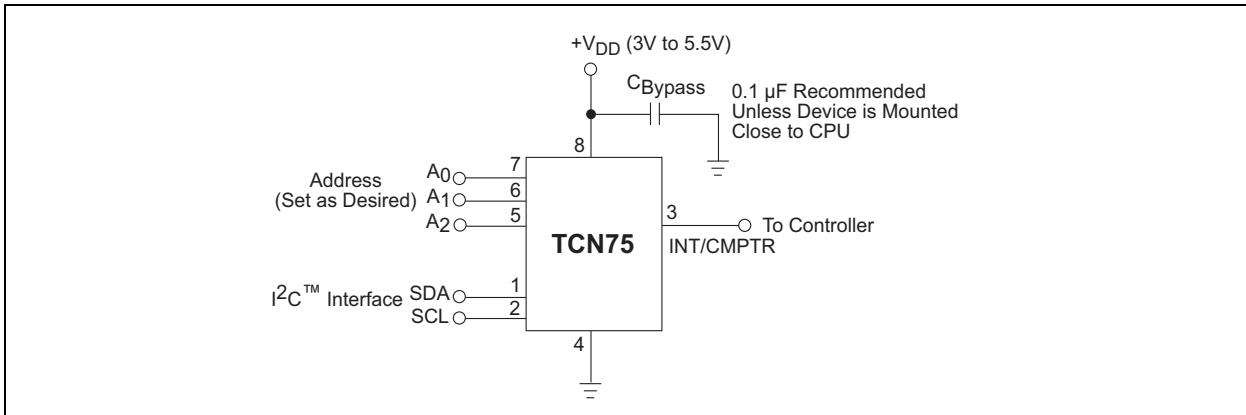 +VDD (3V to 5.5V)
CBypass
0.1 µF Recommended
Unless Device is Mounted
Close to CPU
8
Address
(Set as Desired)
A0
7
A1
6
A2
5
TCN75
3
To Controller
INT/CMPTR
I²C™ Interface
SDA
1
SCL
2
4